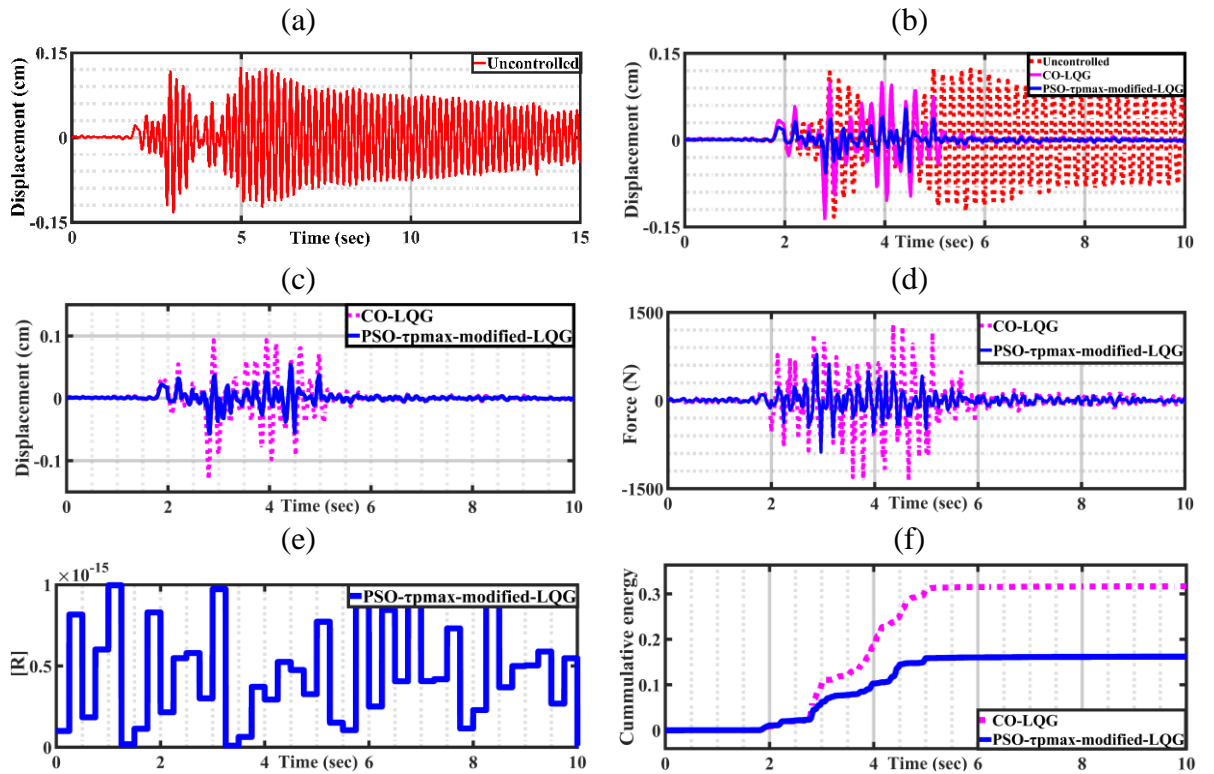 (a)
0.15
Uncontrolled
Displacement (cm)
0
-0.15
0
5
Time (sec)
10
15
(b)
0.15
Uncontrolled
CO-LQG
PSO-τpmax-modified-LQG
Displacement (cm)
0
-0.15
0
2
4
Time (sec)
6
8
10
(c)
CO-LQG
PSO-τpmax-modified-LQG
Displacement (cm)
0.1
0
-0.1
0
2
4
Time (sec)
6
8
10
(d)
1500
CO-LQG
PSO-τpmax-modified-LQG
Force (N)
0
-1500
0
2
4
Time (sec)
6
8
10
(e)
×10-15
1
PSO-τpmax-modified-LQG
[R]
0.5
0
0
2
4
Time (sec)
6
8
10
(f)
Cummulative energy
0.3
0.2
0.1
0
CO-LQG
PSO-τpmax-modified-LQG
0
2
4
Time (sec)
6
8
10